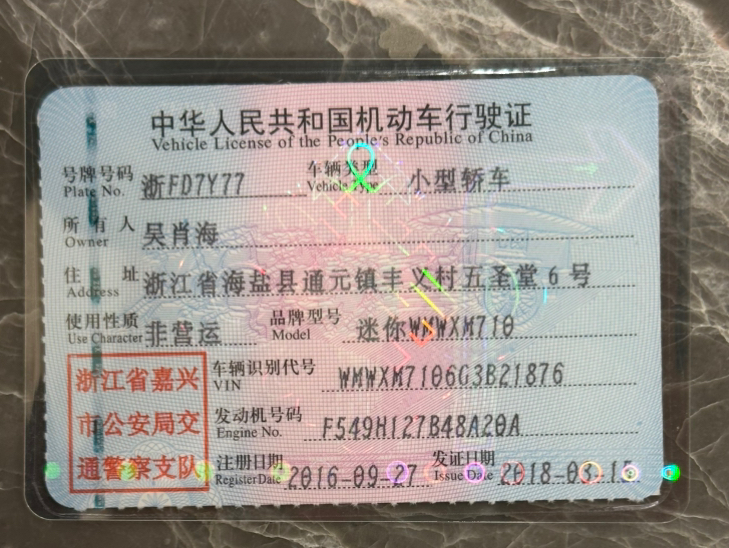 中华人民共和国机动车行驶证
Vehicle License of the People's Republic of China
号牌号码 Plate No. 浙FD7Y77 车辆类型 Vehicle Type 小型轿车
所有人 Owner 吴肖海
住址 Address 浙江省海盐县通元镇丰义村五圣堂6号
使用性质 Use Character 非营运 品牌型号 Model 迷你WMWXM710
车辆识别代号 VIN WMWXM7106G3B21876
发动机号码 Engine No. F549H127B48A20A
注册日期 Register Date 2016-09-27 发证日期 Issue Date 2018-03-15
浙江省嘉兴
市公安局交
通警察支队